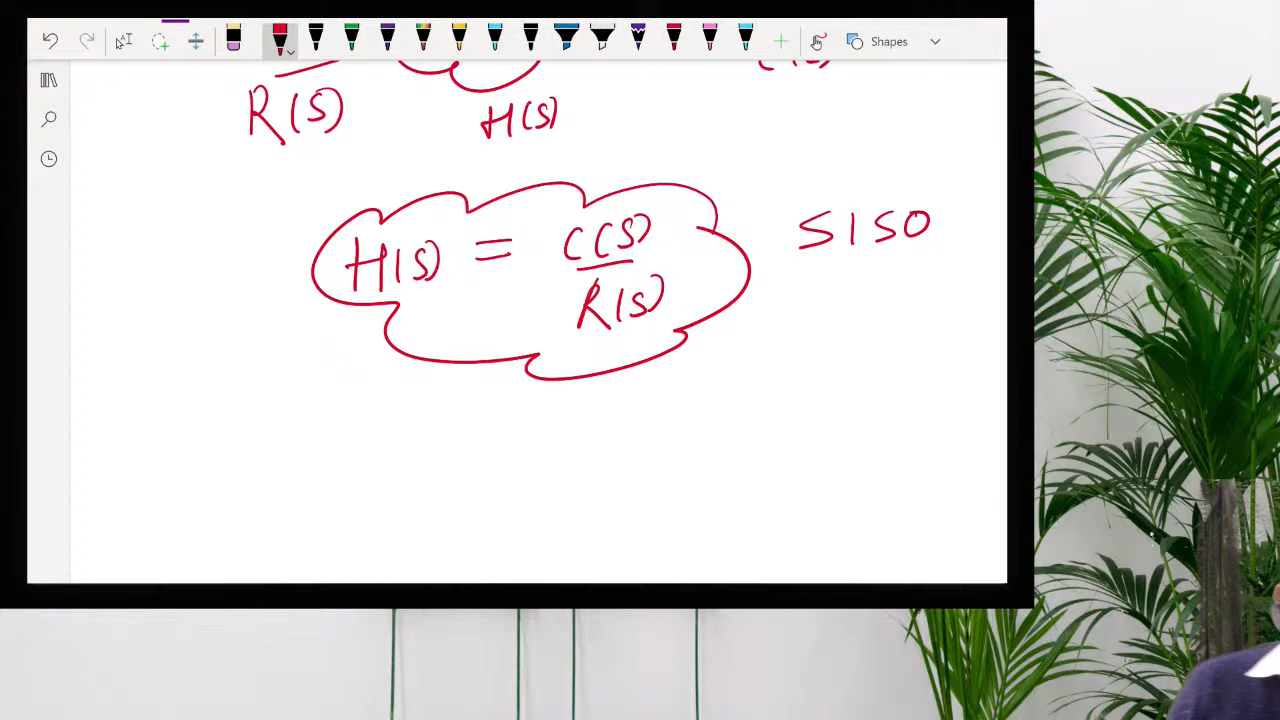 Shapes
R(S)
H(S)
H(S) = C(S) / R(S)
SISO